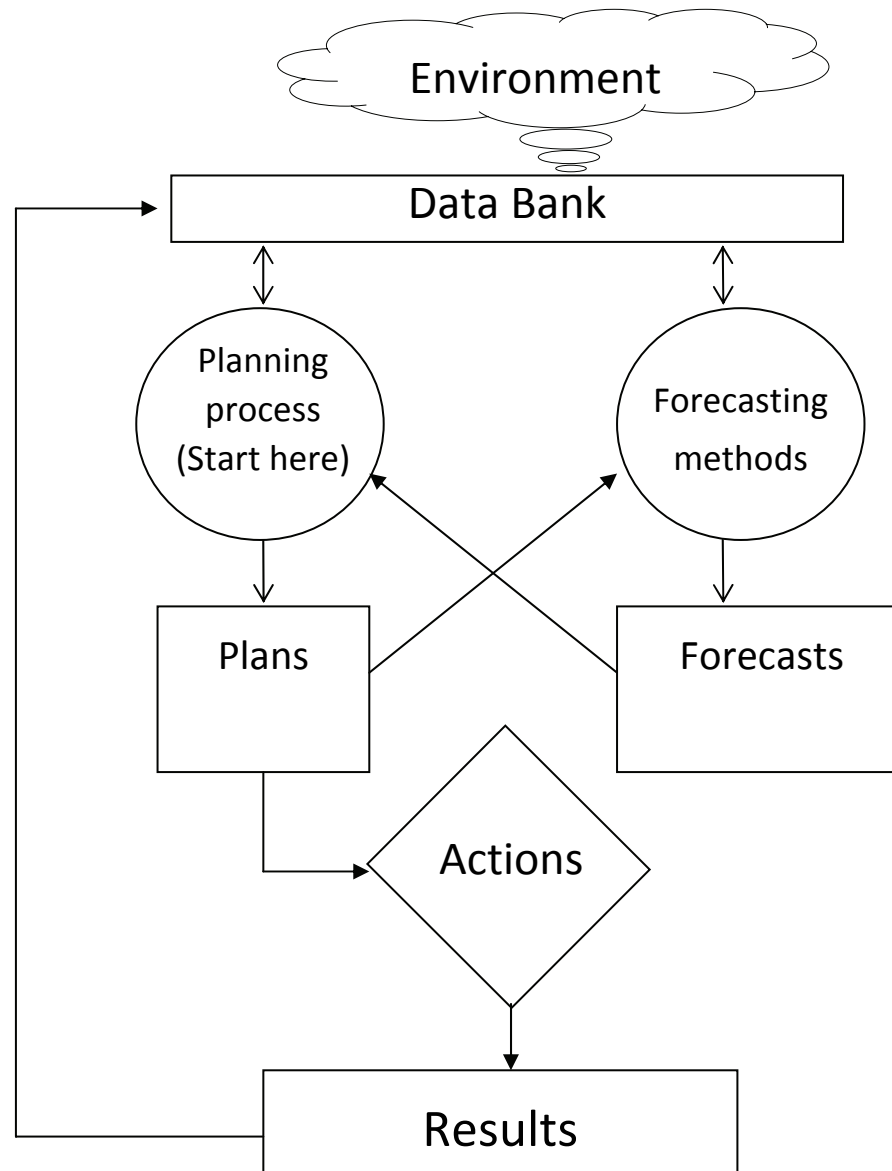 Environment
Data Bank
Planning
process
(Start here)
Forecasting
methods
Plans
Forecasts
Actions
Results